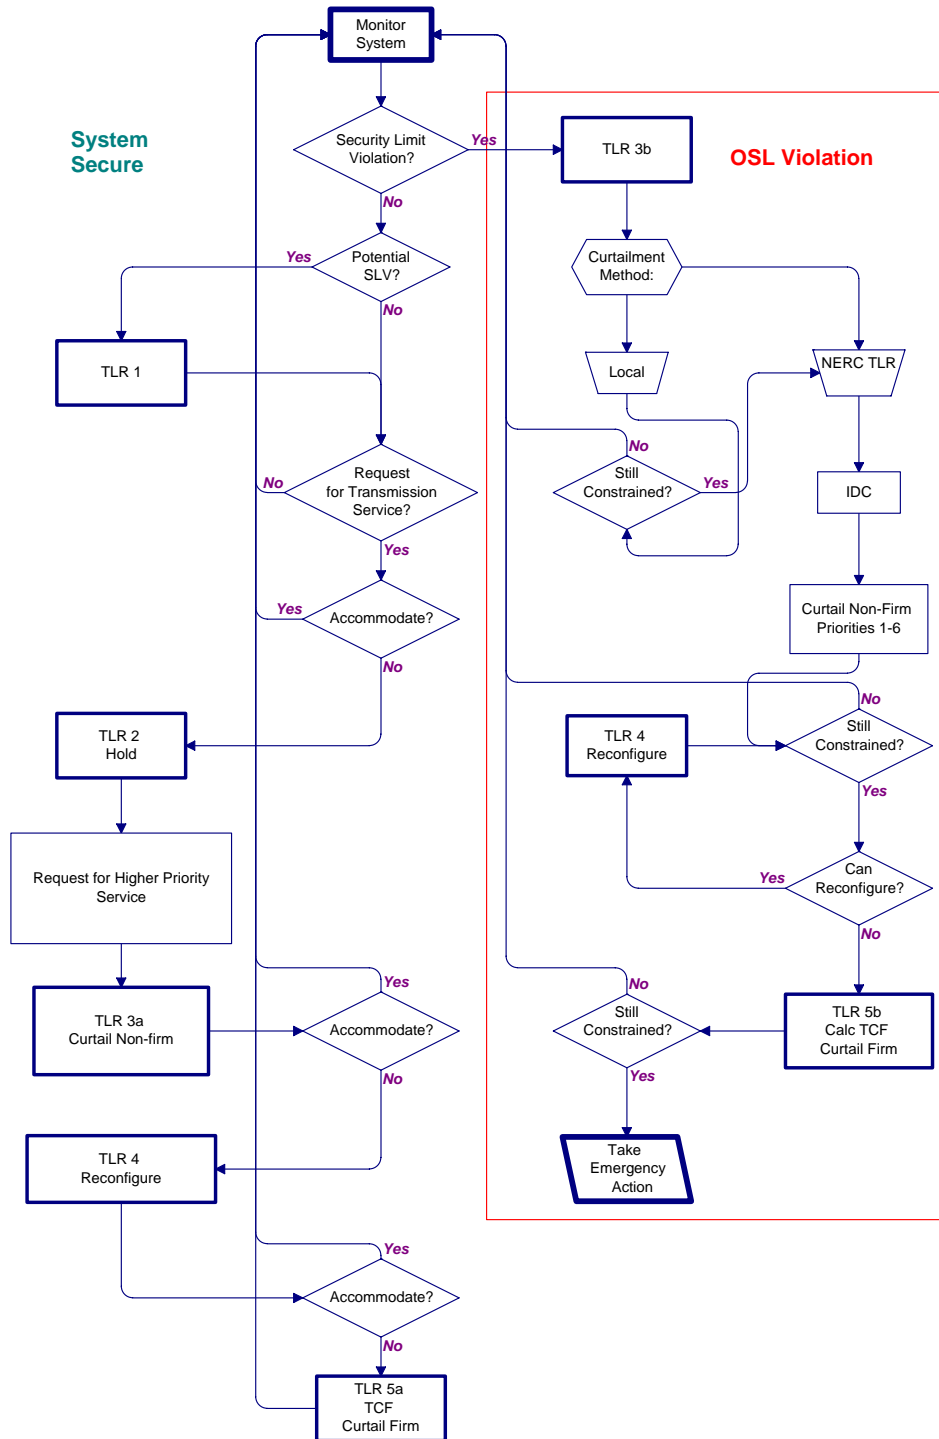 Monitor
System
System
Secure
Security Limit
Violation?
Yes
TLR 3b
OSL Violation
No
Potential
SLV?
Yes
No
Curtailment
Method:
TLR 1
Local
NERC TLR
Request
for Transmission
Service?
No
Yes
No
Still
Constrained?
Yes
IDC
Accommodate?
Yes
No
Curtail Non-Firm
Priorities 1-6
TLR 2
Hold
TLR 4
Reconfigure
No
Still
Constrained?
Yes
Request for Higher Priority
Service
Can
Reconfigure?
Yes
No
TLR 3a
Curtail Non-firm
Yes
Accommodate?
No
No
Still
Constrained?
Yes
TLR 5b
Calc TCF
Curtail Firm
TLR 4
Reconfigure
Take
Emergency
Action
Yes
Accommodate?
No
TLR 5a
TCF
Curtail Firm